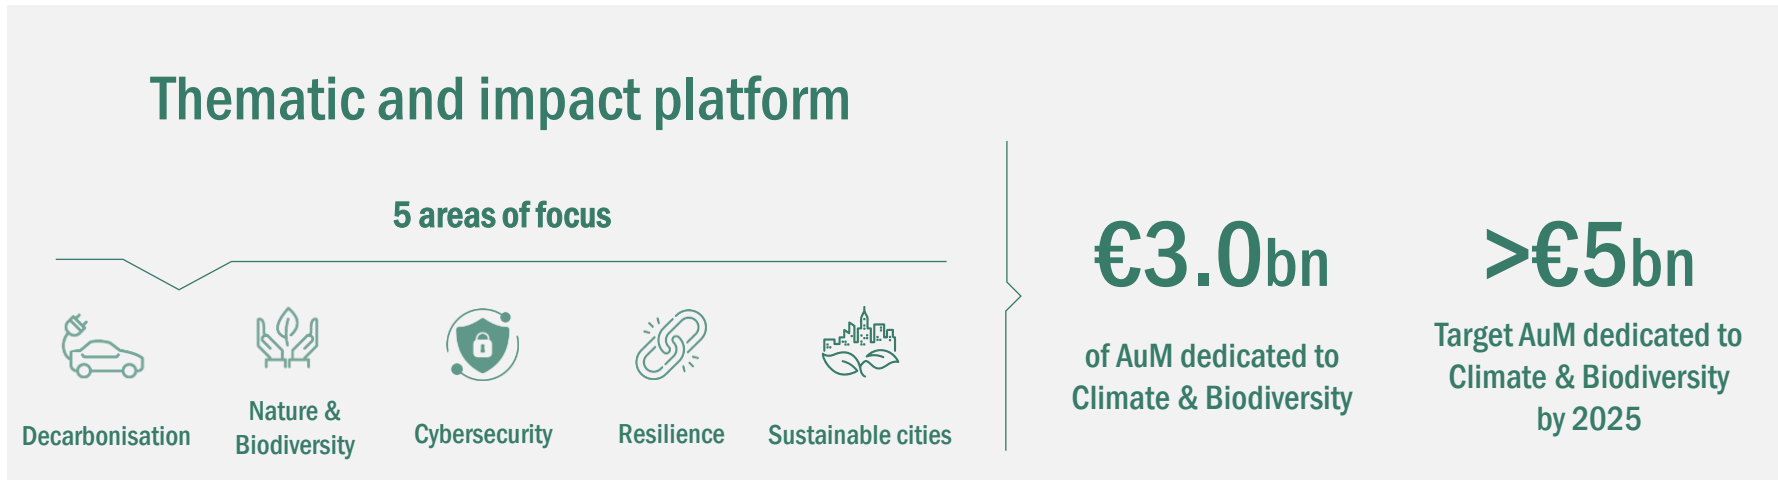 Thematic and impact platform
5 areas of focus
Decarbonisation
Nature &
Biodiversity
Cybersecurity
Resilience
Sustainable cities
€3.0bn
of AuM dedicated to
Climate & Biodiversity
>€5bn
Target AuM dedicated to
Climate & Biodiversity
by 2025